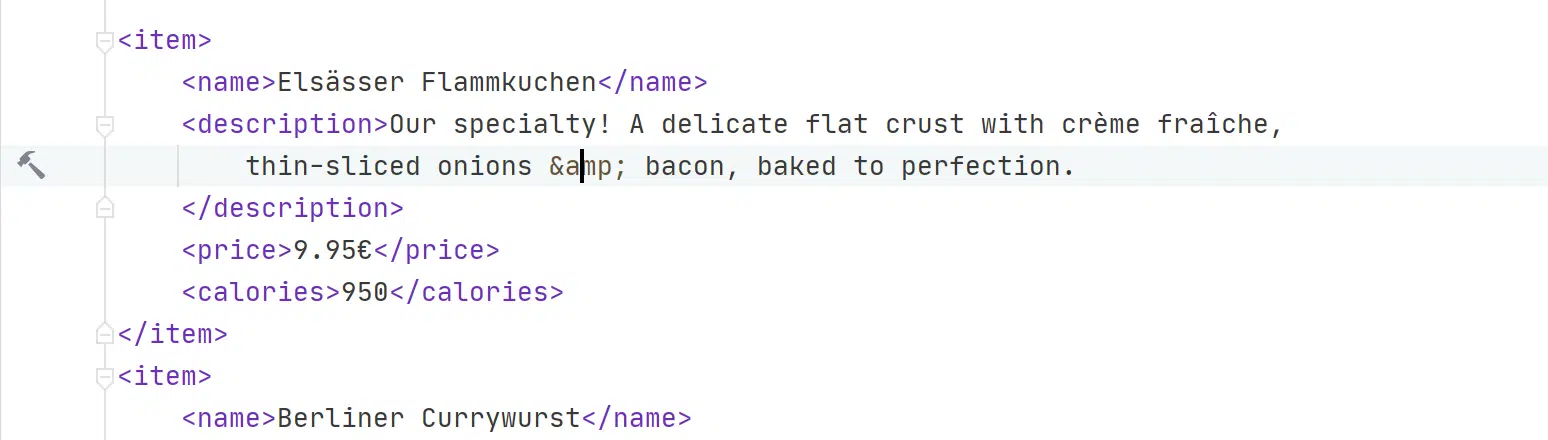 <item>
<name>Elsässer Flammkuchen</name>
<description>Our specialty! A delicate flat crust with crème fraîche,
thin-sliced onions &amp; bacon, baked to perfection.
</description>
<price>9.95€</price>
<calories>950</calories>
</item>
<item>
<name>Berliner Currywurst</name>